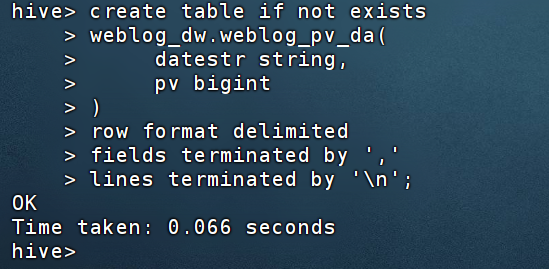 hive> create table if not exists
    > weblog_dw.weblog_pv_da(
    >     datestr string,
    >     pv bigint
    > )
    > row format delimited
    > fields terminated by ','
    > lines terminated by '\n';
OK
Time taken: 0.066 seconds
hive>